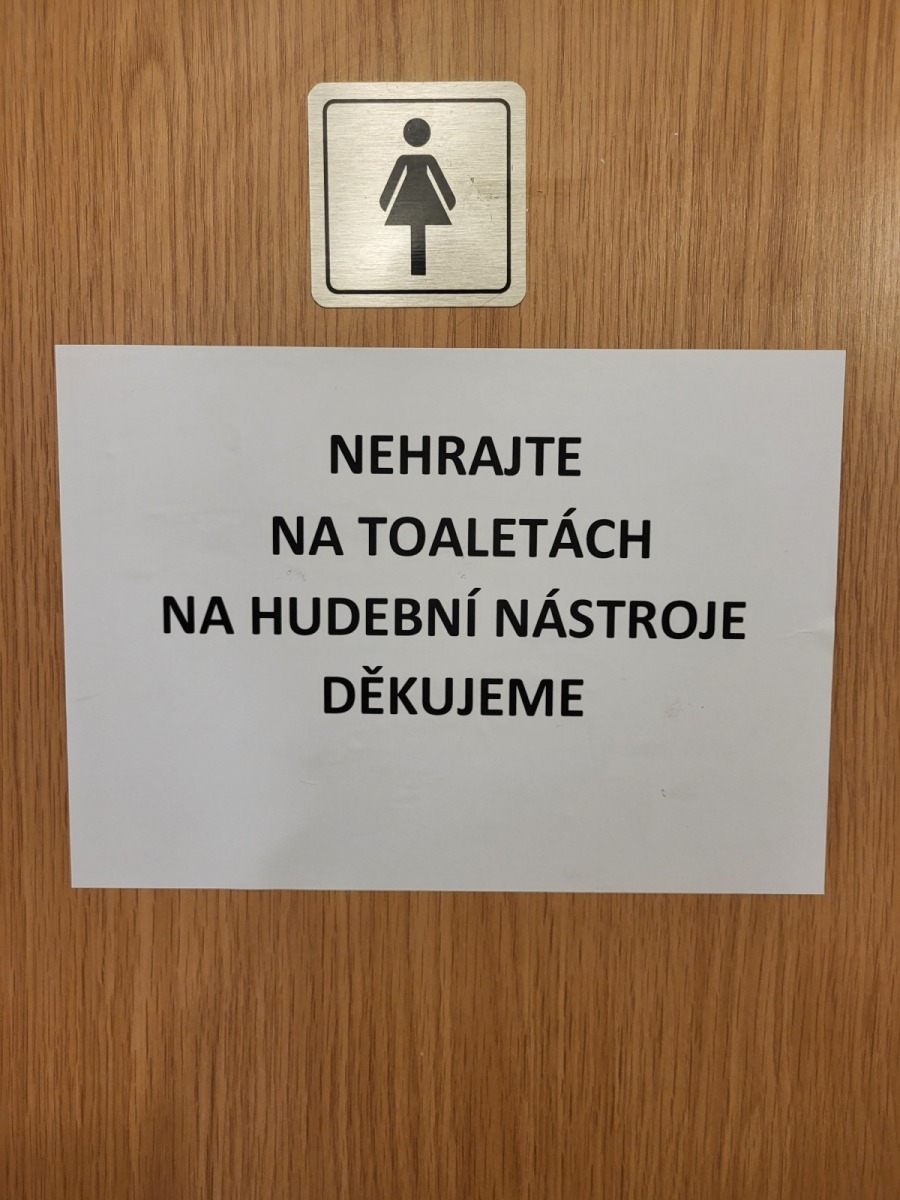 NEHRAJTE
NA TOALETÁCH
NA HUDEBNÍ NÁSTROJE
DĚKUJEME